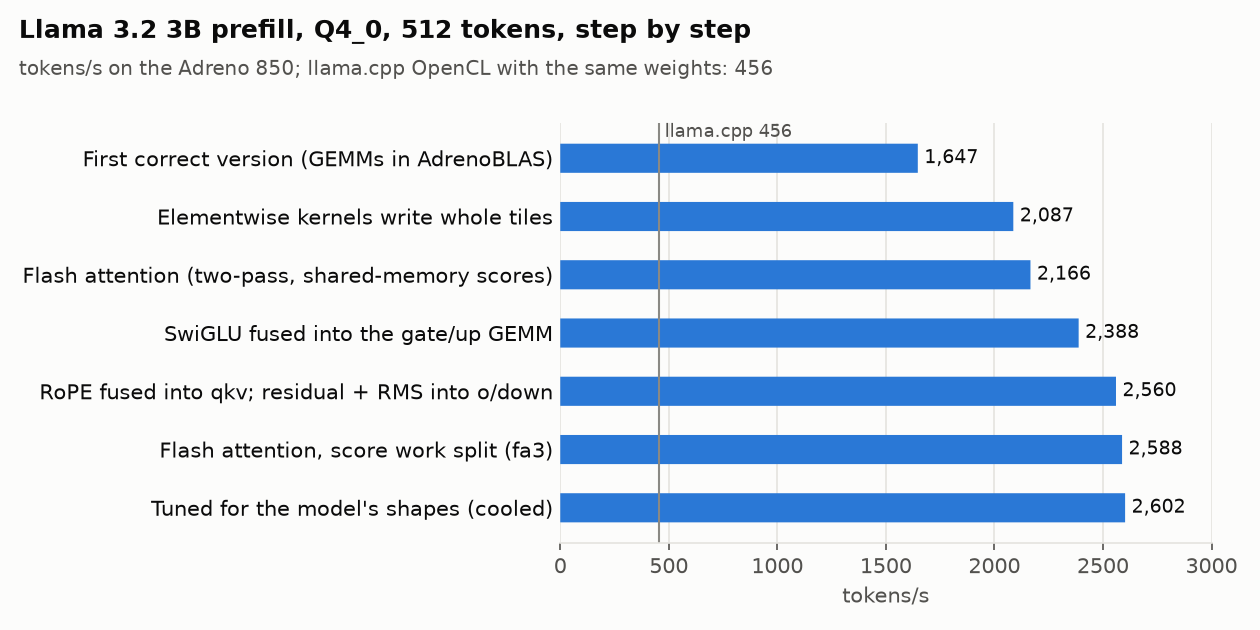 Llama 3.2 3B prefill, Q4_0, 512 tokens, step by step
tokens/s on the Adreno 850; llama.cpp OpenCL with the same weights: 456
llama.cpp 456
First correct version (GEMMs in AdrenoBLAS) 1,647
Elementwise kernels write whole tiles 2,087
Flash attention (two-pass, shared-memory scores) 2,166
SwiGLU fused into the gate/up GEMM 2,388
RoPE fused into qkv; residual + RMS into o/down 2,560
Flash attention, score work split (fa3) 2,588
Tuned for the model's shapes (cooled) 2,602
0 500 1000 1500 2000 2500 3000
tokens/s